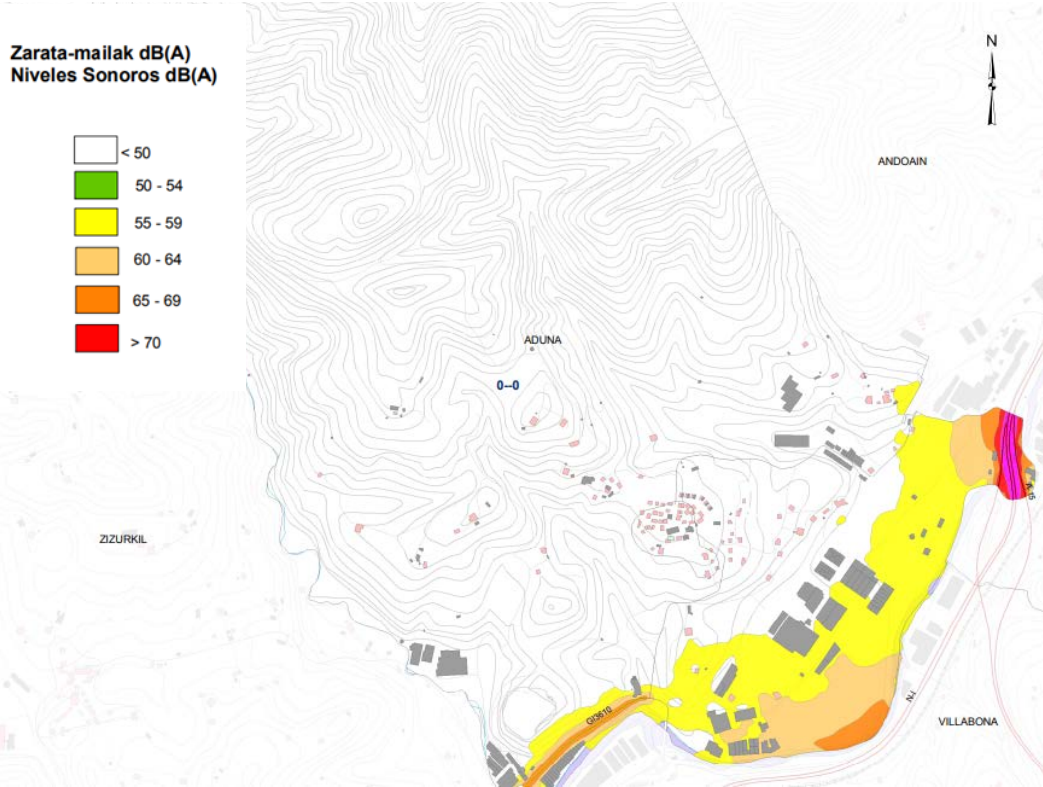 Zarata-mailak dB(A)
Niveles Sonoros dB(A)
< 50
50 - 54
55 - 59
60 - 64
65 - 69
> 70
N
ANDOAIN
ADUNA
0--0
ZIZURKIL
A-15
GI3610
N-I
VILLABONA